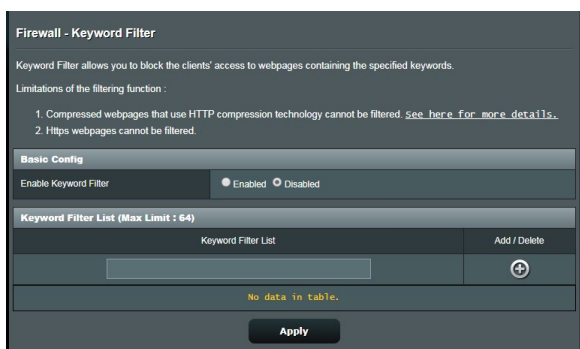 Firewall - Keyword Filter
Keyword Filter allows you to block the clients' access to webpages containing the specified keywords.
Limitations of the filtering function :
1. Compressed webpages that use HTTP compression technology cannot be filtered. See here for more details.
2. Https webpages cannot be filtered.
Basic Config
Enable Keyword Filter Enabled Disabled
Keyword Filter List (Max Limit : 64)
Keyword Filter List Add / Delete
No data in table.
Apply